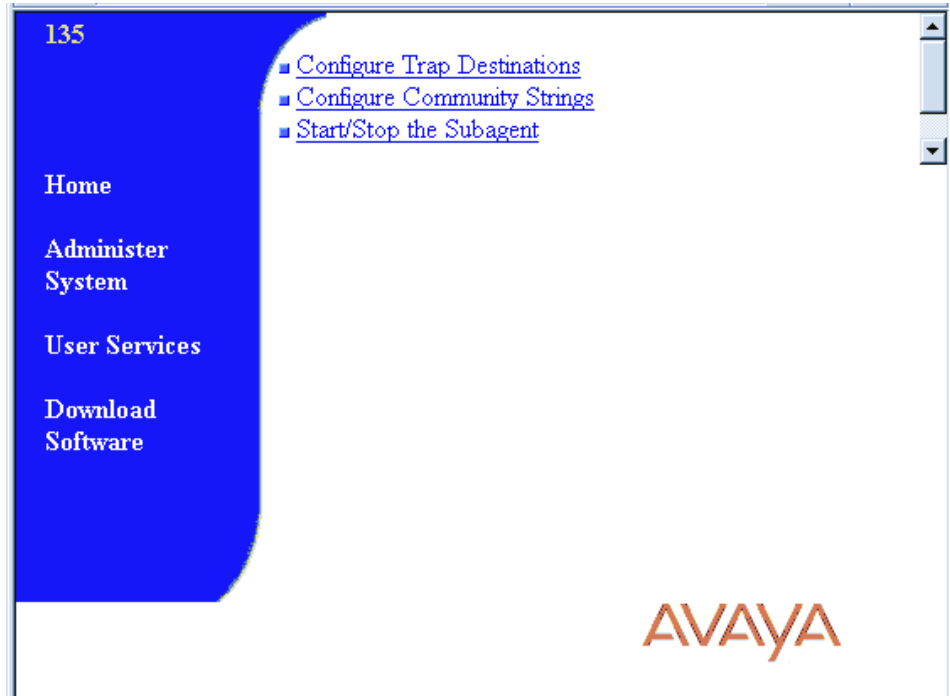 135
Home
Administer
System
User Services
Download
Software
Configure Trap Destinations
Configure Community Strings
Start/Stop the Subagent
AVAYA